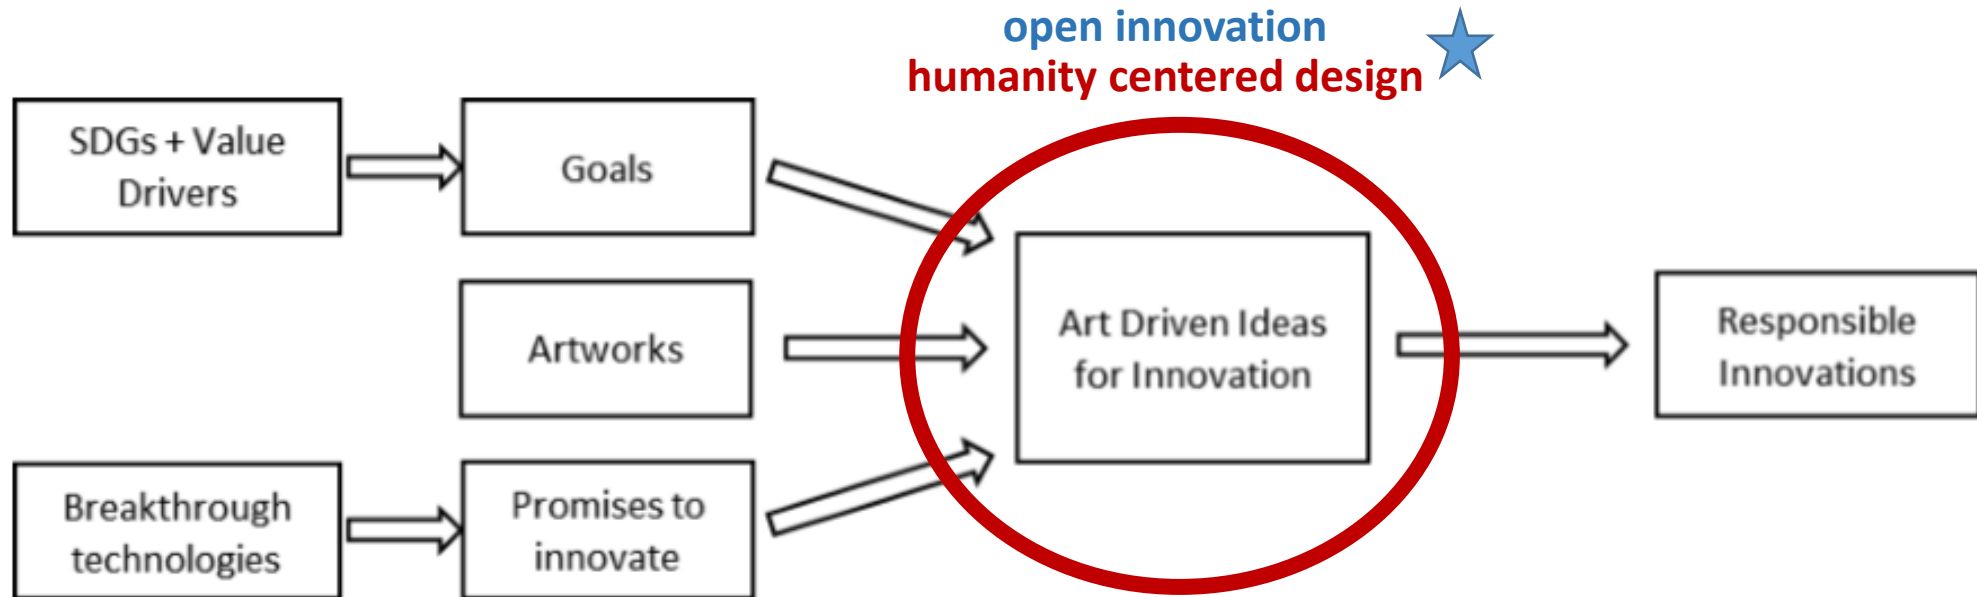 open innovation
humanity centered design
SDGs + Value
Drivers
Goals
Artworks
Breakthrough
technologies
Promises to
innovate
Art Driven Ideas
for Innovation
Responsible
Innovations